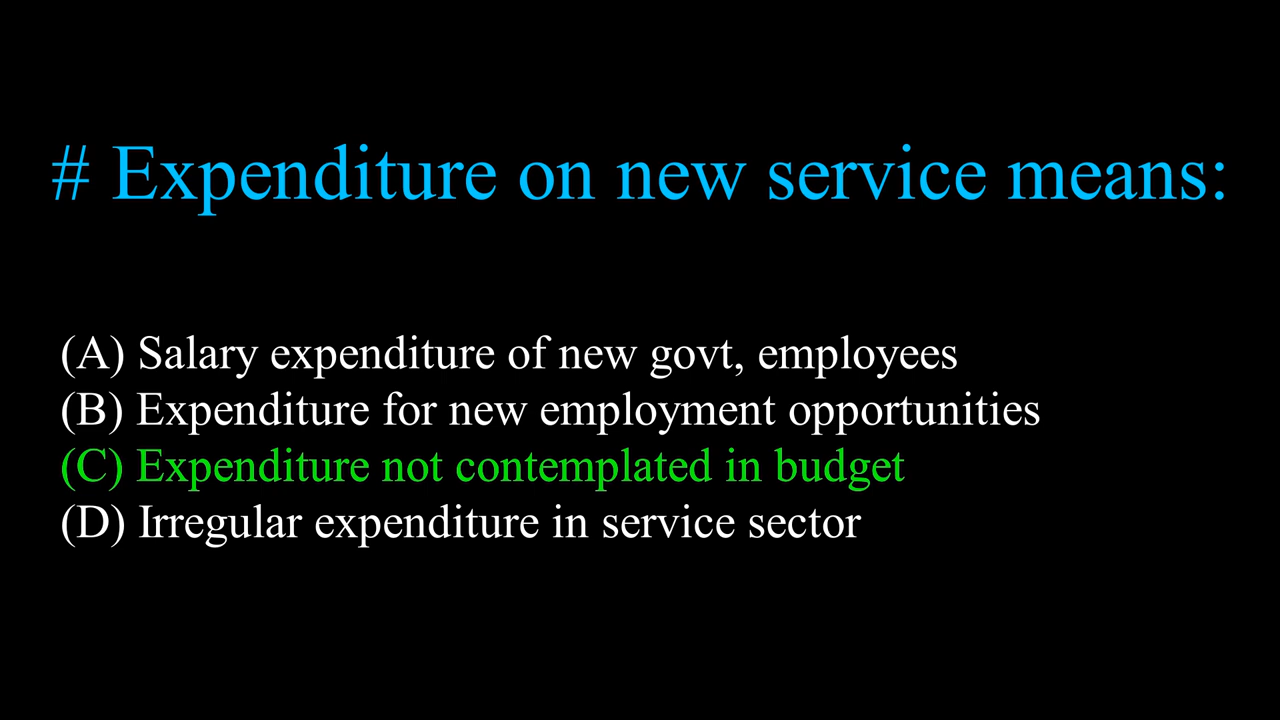 # Expenditure on new service means:
(A) Salary expenditure of new govt, employees
(B) Expenditure for new employment opportunities
(C) Expenditure not contemplated in budget
(D) Irregular expenditure in service sector